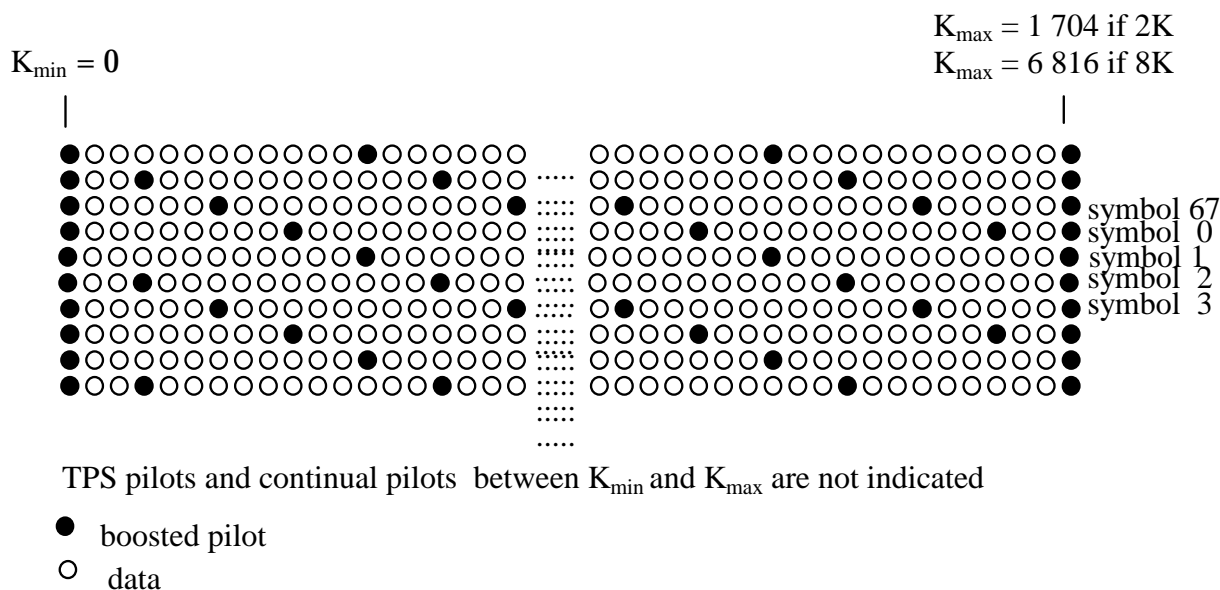 K_max = 1 704 if 2K
K_min = 0
K_max = 6 816 if 8K
symbol 67
symbol 0
symbol 1
symbol 2
symbol 3
TPS pilots and continual pilots between K_min and K_max are not indicated
boosted pilot
data